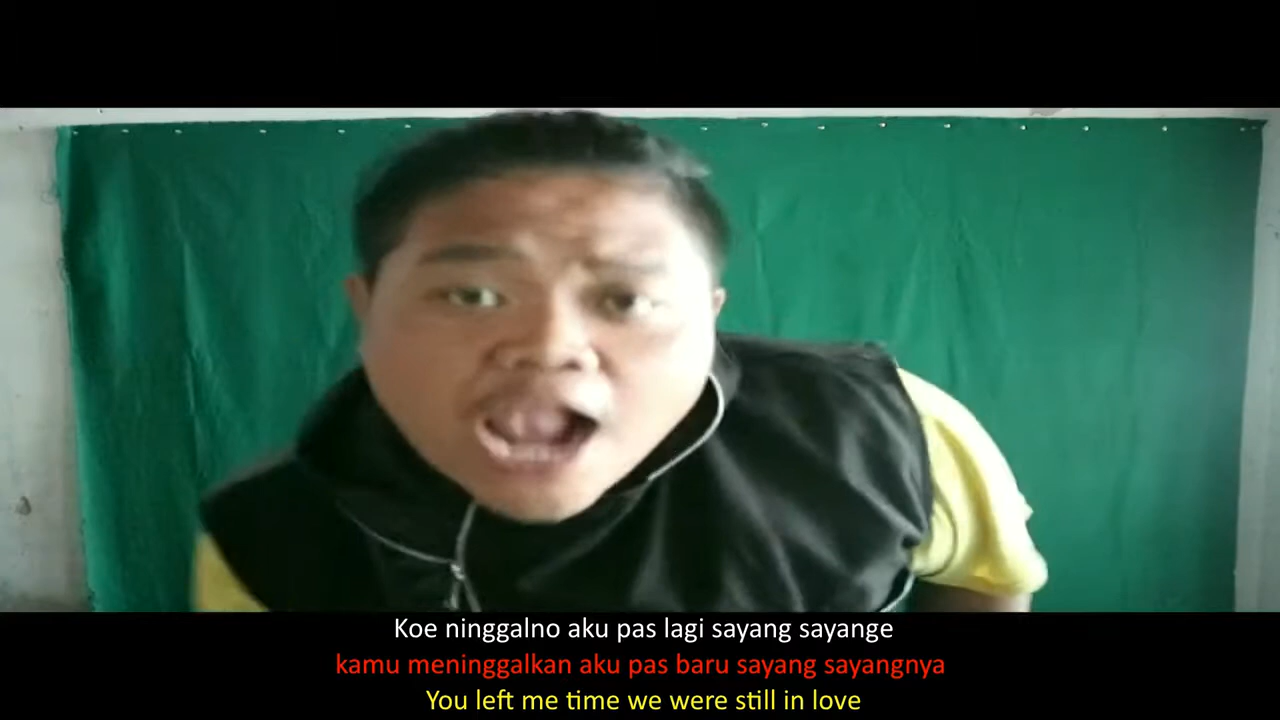 Koe ninggalno aku pas lagi sayang sayange
kamu meninggalkan aku pas baru sayang sayangnya
You left me time we were still in love